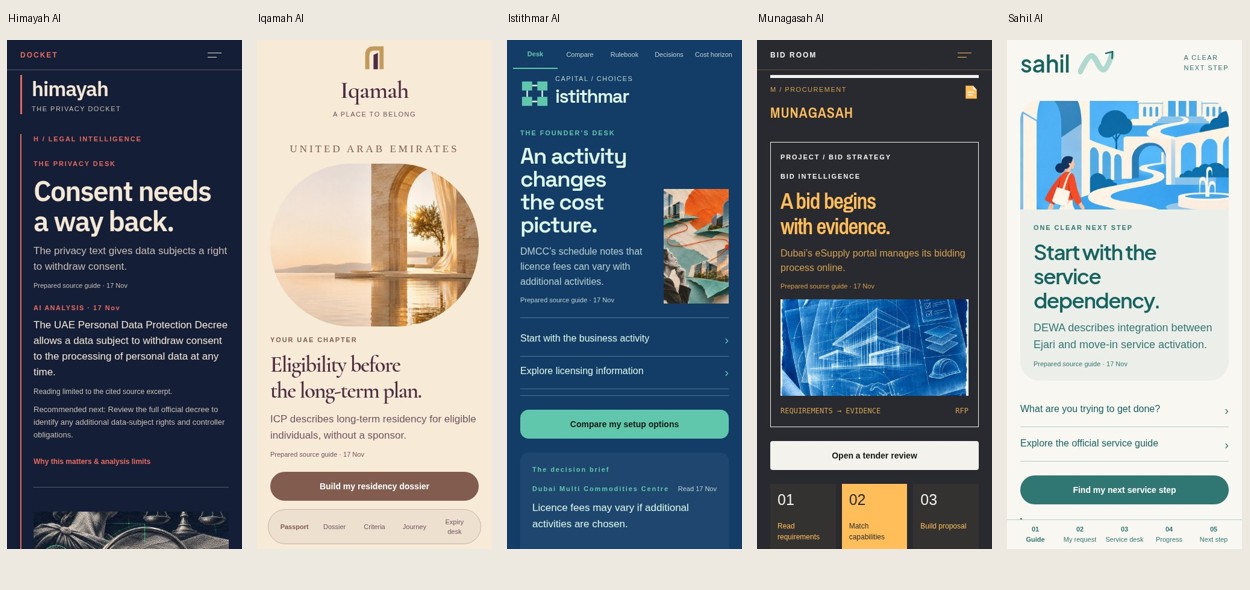 Himayah AI
DOCKET
himayah
THE PRIVACY DOCKET
H / LEGAL INTELLIGENCE
THE PRIVACY DESK
Consent needs
a way back.
The privacy text gives data subjects a right
to withdraw consent.
Prepared source guide · 17 Nov
AI ANALYSIS · 17 Nov
The UAE Personal Data Protection Decree
allows a data subject to withdraw consent
to the processing of personal data at any
time.
Reading limited to the cited source excerpt.
Recommended next: Review the full official decree to
identify any additional data-subject rights and controller
obligations.
Why this matters & analysis limits
Iqamah AI
Iqamah
A PLACE TO BELONG
UNITED ARAB EMIRATES
YOUR UAE CHAPTER
Eligibility before
the long-term plan.
ICP describes long-term residency for eligible
individuals, without a sponsor.
Prepared source guide · 17 Nov
Build my residency dossier
Passport Dossier Criteria Journey Expiry
desk
Istithmar AI
Desk Compare Rulebook Decisions Cost horizon
CAPITAL / CHOICES
istithmar
THE FOUNDER'S DESK
An activity
changes
the cost
picture.
DMCC's schedule notes that
licence fees can vary with
additional activities.
Prepared source guide · 17 Nov
Start with the business activity ›
Explore licensing information ›
Compare my setup options
The decision brief
Dubai Multi Commodities Centre Read 17 Nov
Licence fees may vary if additional
activities are chosen.
Munagasah AI
BID ROOM
M / PROCUREMENT
MUNAGASAH
PROJECT / BID STRATEGY
BID INTELLIGENCE
A bid begins
with evidence.
Dubai's eSupply portal manages its bidding
process online.
Prepared source guide · 17 Nov
REQUIREMENTS → EVIDENCE RFP
Open a tender review
01 02 03
Read
requirements
Match
capabilities
Build proposal
Sahil AI
sahil
A CLEAR
NEXT STEP
ONE CLEAR NEXT STEP
Start with the
service
dependency.
DEWA describes integration between
Ejari and move-in service activation.
Prepared source guide · 17 Nov
What are you trying to get done? ›
Explore the official service guide ›
Find my next service step
01 02 03 04 05
Guide My request Service desk Progress Next step